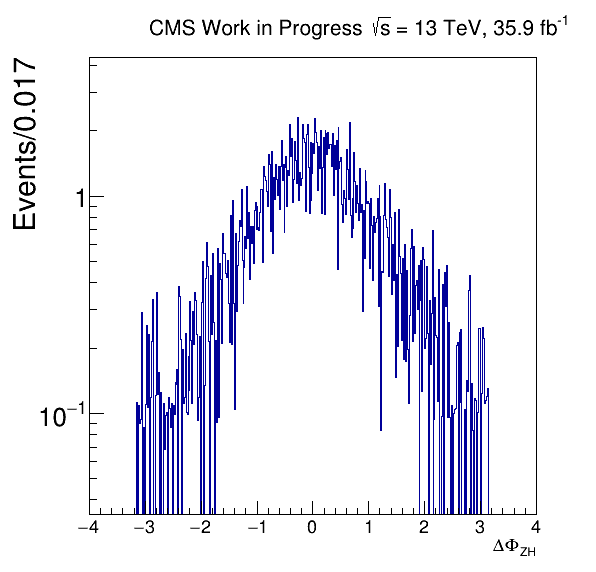 CMS Work in Progress √s = 13 TeV, 35.9 fb⁻¹
Events/0.017
1
10⁻¹
−4 −3 −2 −1 0 1 2 3 4
ΔΦ_ZH